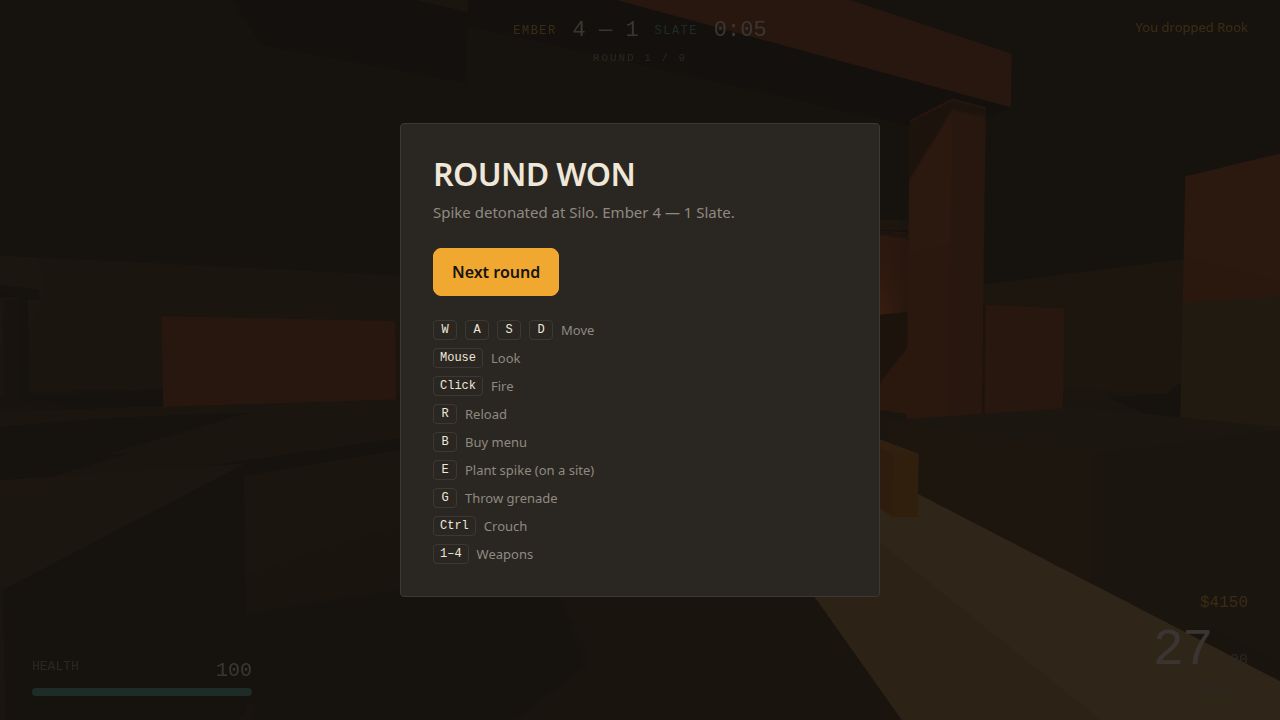 EMBER 4 — 1 SLATE 0:05
ROUND 1 / 9
You dropped Rook
ROUND WON
Spike detonated at Silo. Ember 4 — 1 Slate.
Next round
W A S D Move
Mouse Look
Click Fire
R Reload
B Buy menu
E Plant spike (on a site)
G Throw grenade
Ctrl Crouch
1–4 Weapons
$4150
27
HEALTH 100